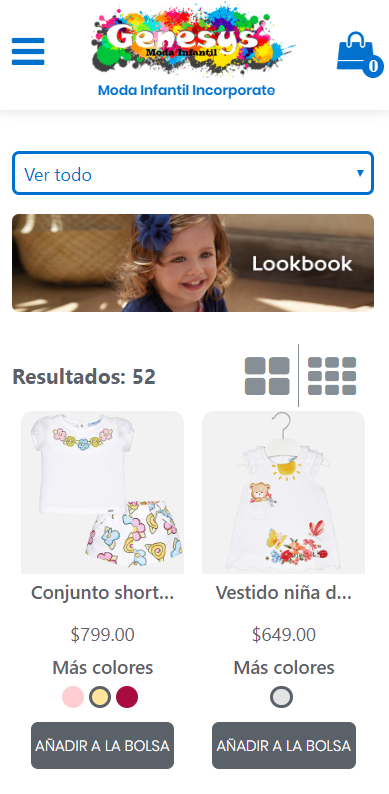 Genesys
Moda Infantil
Moda Infantil Incorporate
0
Ver todo
Lookbook
Resultados: 52
Conjunto short...
Vestido niña d...
$799.00
$649.00
Más colores
Más colores
AÑADIR A LA BOLSA
AÑADIR A LA BOLSA